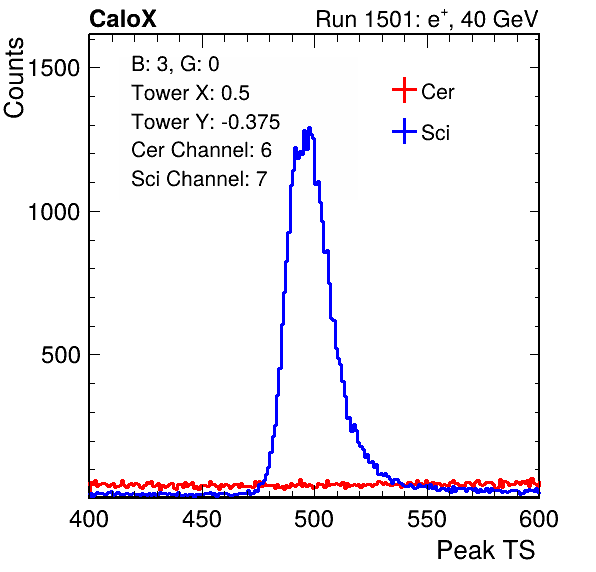 CaloX Run 1501: e⁺, 40 GeV
Counts
1500
1000
500
B: 3, G: 0
Tower X: 0.5
Tower Y: -0.375
Cer Channel: 6
Sci Channel: 7
Cer
Sci
400 450 500 550 600
Peak TS